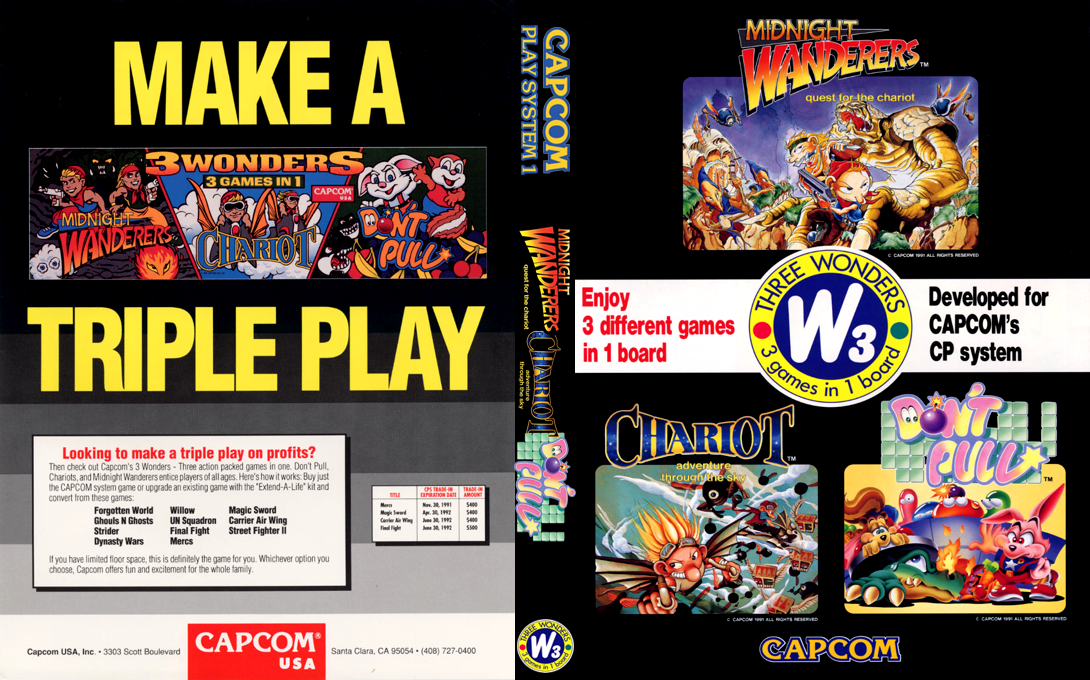 MAKE A
3 WONDERS
3 GAMES IN 1
CAPCOM
USA
MIDNIGHT
WANDERERS
CHARIOT
DON'T
PULL
TRIPLE PLAY
Looking to make a triple play on profits?
Then check out Capcom's 3 Wonders - Three action packed games in one. Don't Pull,
Chariots, and Midnight Wanderers entice players of all ages. Here's how it works: Buy just
the CAPCOM system game or upgrade an existing game with the "Extend-A-Life" kit and
convert from these games:
Forgotten World Willow Magic Sword
Ghouls N Ghosts UN Squadron Carrier Air Wing
Strider Final Fight Street Fighter II
Dynasty Wars Mercs
If you have limited floor space, this is definitely the game for you. Whichever option you
choose, Capcom offers fun and excitement for the whole family.
TITLE CPS TRADE-IN EXPIRATION DATE TRADE-IN AMOUNT
Mercs Nov. 30, 1991 $400
Magic Sword Apr. 30, 1992 $400
Carrier Air Wing June 30, 1992 $400
Final Fight June 30, 1992 $500
Capcom USA, Inc. • 3303 Scott Boulevard
CAPCOM®
USA
Santa Clara, CA 95054 • (408) 727-0400
CAPCOM
PLAY SYSTEM 1
MIDNIGHT
WANDERERS
quest for the chariot
CHARIOT
adventure
through the sky
DON'T
PULL
THREE WONDERS
W3
3 games in 1 board
MIDNIGHT
WANDERERS™
quest for the chariot
© CAPCOM 1991 ALL RIGHTS RESERVED
Enjoy
3 different games
in 1 board
THREE WONDERS
W3
3 games in 1 board
Developed for
CAPCOM's
CP system
CHARIOT™
adventure
through the sky
© CAPCOM 1991 ALL RIGHTS RESERVED
DON'T
PULL™
© CAPCOM 1991 ALL RIGHTS RESERVED
CAPCOM